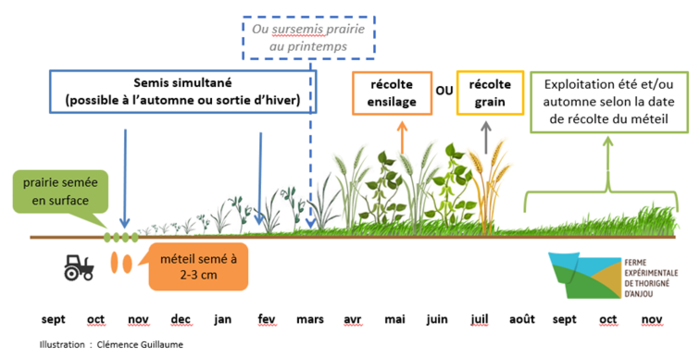 Ou sursemis prairie
au printemps
Semis simultané
(possible à l'automne ou sortie d'hiver)
récolte
ensilage
OU
récolte
grain
Exploitation été et/ou
automne selon la date
de récolte du méteil
prairie semée
en surface
méteil semé à
2-3 cm
FERME
EXPÉRIMENTALE
DE THORIGNÉ
D'ANJOU
sept oct nov dec jan fev mars avr mai juin juil août sept oct nov
Illustration : Clémence Guillaume